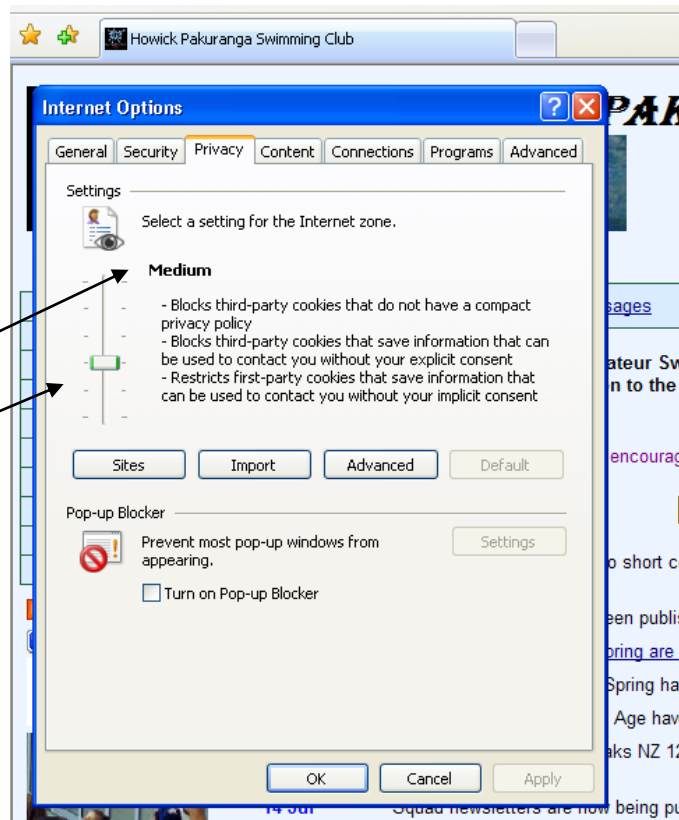 Howick Pakuranga Swimming Club
Internet Options
General Security Privacy Content Connections Programs Advanced
Settings
Select a setting for the Internet zone.
Medium
- Blocks third-party cookies that do not have a compact
privacy policy
- Blocks third-party cookies that save information that can
be used to contact you without your explicit consent
- Restricts first-party cookies that save information that
can be used to contact you without your implicit consent
Sites Import Advanced Default
Pop-up Blocker
Prevent most pop-up windows from
appearing.
Settings
Turn on Pop-up Blocker
OK Cancel Apply
PAK
sages
ateur Sw
n to the
encourag
o short c
een publis
pring are
Spring ha
Age hav
aks NZ 12
14 Jul Squad newsletters are now being pu